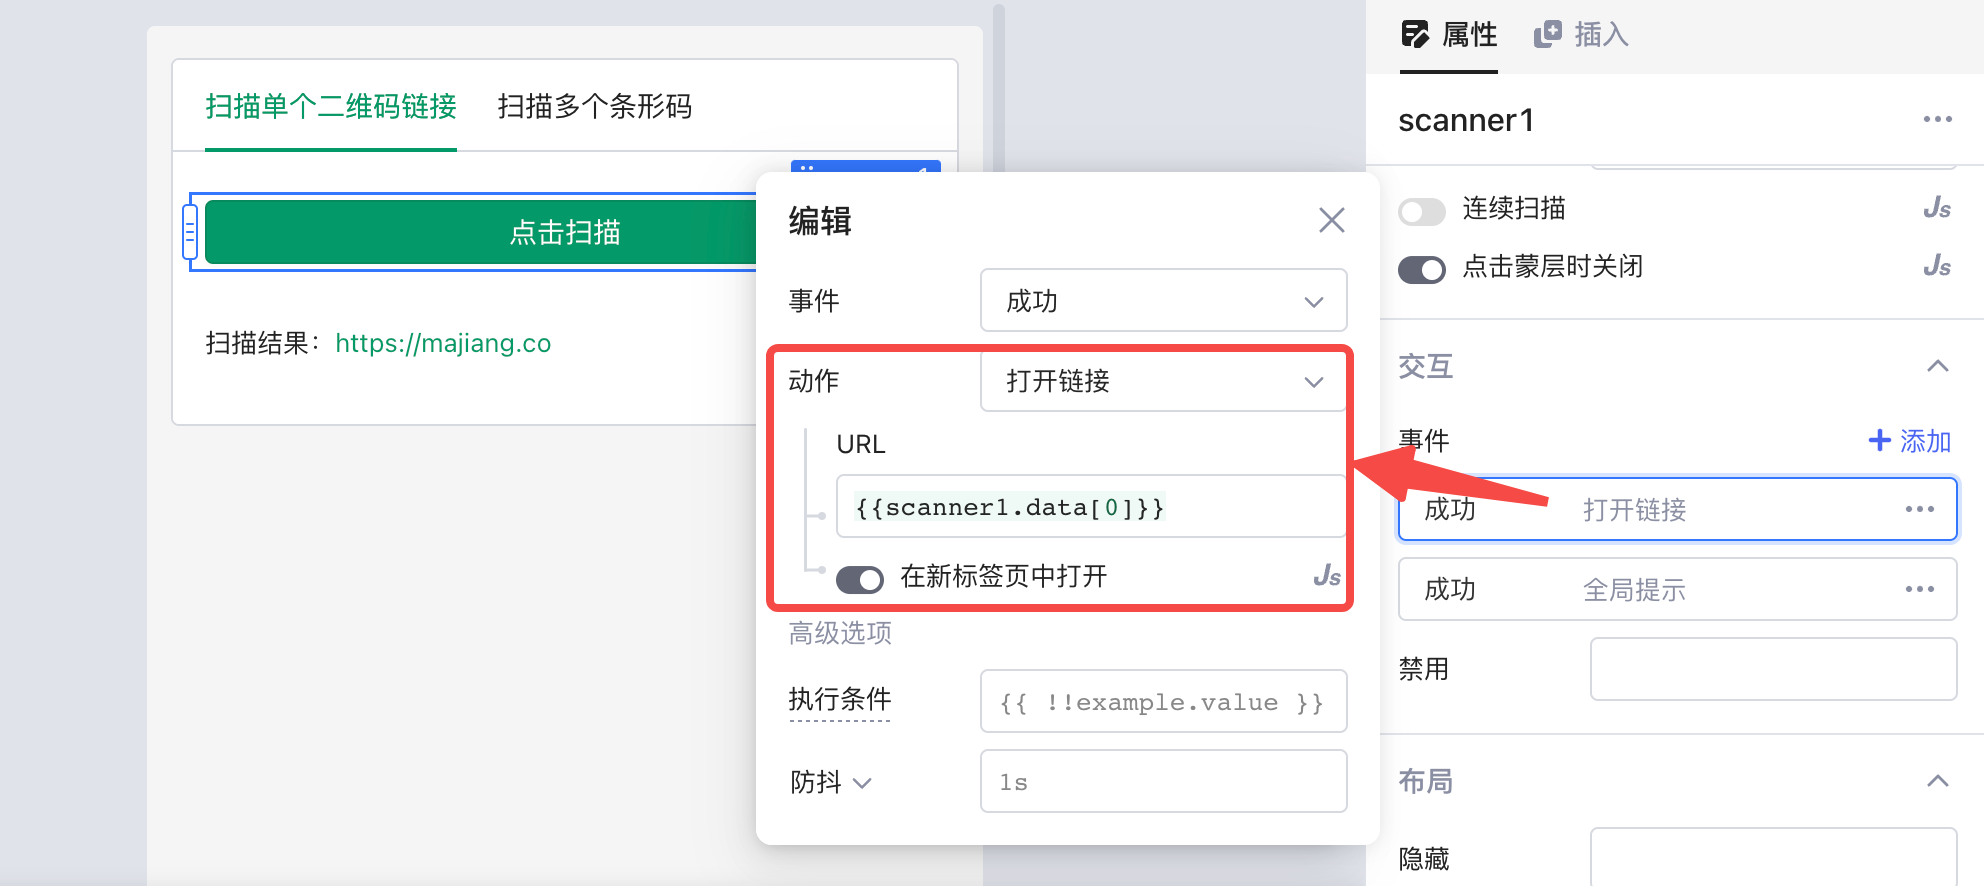 扫描单个二维码链接 扫描多个条形码
点击扫描
扫描结果： https://majiang.co
编辑
事件 成功
动作 打开链接
URL
{{scanner1.data[0]}}
在新标签页中打开 Js
高级选项
执行条件 {{ !!example.value }}
防抖 1s
属性 插入
scanner1
连续扫描 Js
点击蒙层时关闭 Js
交互
事件 添加
成功 打开链接
成功 全局提示
禁用
布局
隐藏